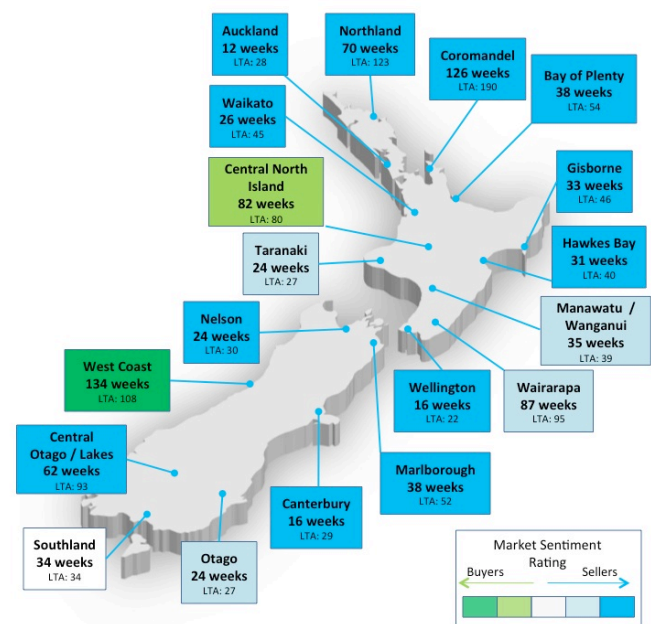 Auckland
12 weeks
LTA: 28
Northland
70 weeks
LTA: 123
Coromandel
126 weeks
LTA: 190
Bay of Plenty
38 weeks
LTA: 54
Waikato
26 weeks
LTA: 45
Central North
Island
82 weeks
LTA: 80
Gisborne
33 weeks
LTA: 46
Taranaki
24 weeks
LTA: 27
Hawkes Bay
31 weeks
LTA: 40
Manawatu /
Wanganui
35 weeks
LTA: 39
Nelson
24 weeks
LTA: 30
West Coast
134 weeks
LTA: 108
Wellington
16 weeks
LTA: 22
Wairarapa
87 weeks
LTA: 95
Central
Otago / Lakes
62 weeks
LTA: 93
Marlborough
38 weeks
LTA: 52
Canterbury
16 weeks
LTA: 29
Southland
34 weeks
LTA: 34
Otago
24 weeks
LTA: 27
Market Sentiment
Rating
Buyers
Sellers